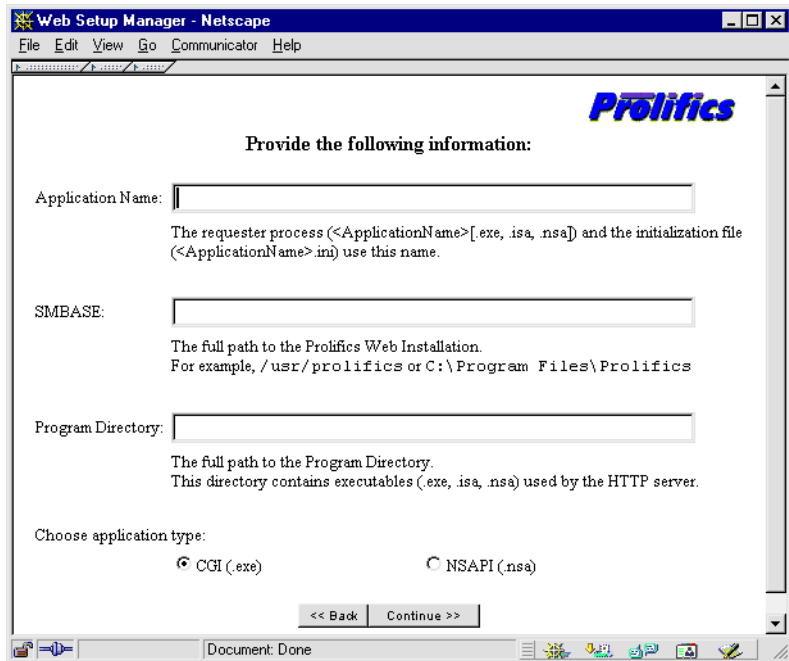 Web Setup Manager - Netscape
File Edit View Go Communicator Help
Prolifics
Provide the following information:
Application Name:
The requester process (<ApplicationName>[.exe, .isa, .nsa]) and the initialization file
(<ApplicationName>.ini) use this name.
SMBASE:
The full path to the Prolifics Web Installation.
For example, /usr/prolifics or C:\Program Files\Prolifics
Program Directory:
The full path to the Program Directory.
This directory contains executables (.exe, .isa, .nsa) used by the HTTP server.
Choose application type:
CGI (.exe) NSAPI (.nsa)
<< Back Continue >>
Document: Done